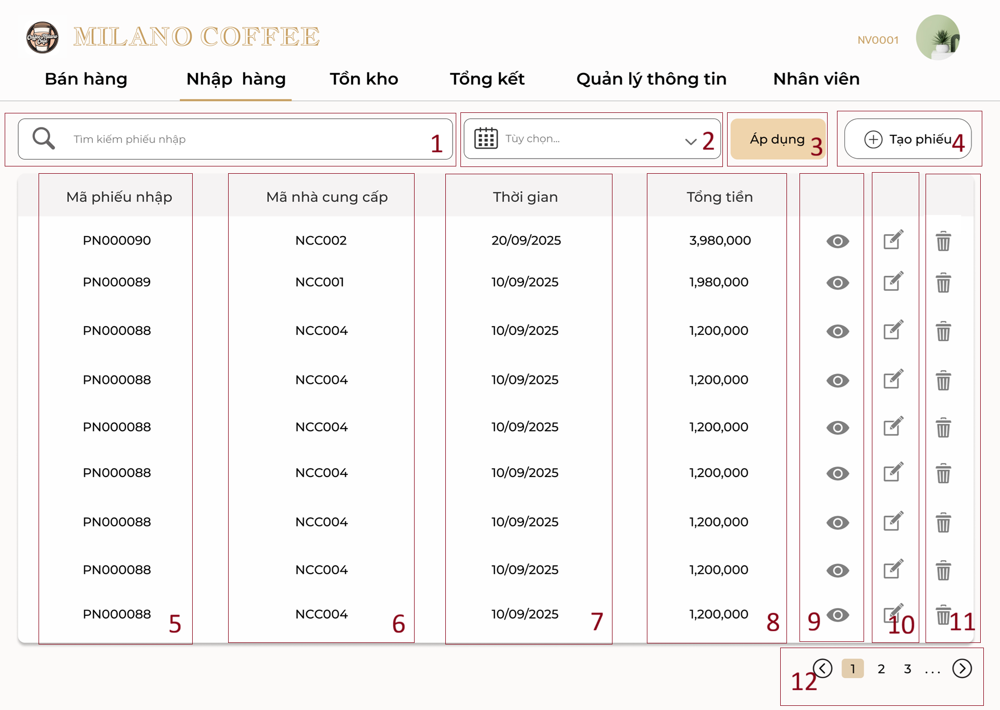 Coffee Milano
Cafe
MILANO COFFEE
NV0001
Bán hàng Nhập hàng Tồn kho Tổng kết Quản lý thông tin Nhân viên
Tìm kiếm phiếu nhập 1 Tùy chọn... 2 Áp dụng 3 Tạo phiếu 4
Mã phiếu nhập Mã nhà cung cấp Thời gian Tổng tiền
PN000090 NCC002 20/09/2025 3,980,000
PN000089 NCC001 10/09/2025 1,980,000
PN000088 NCC004 10/09/2025 1,200,000
PN000088 NCC004 10/09/2025 1,200,000
PN000088 NCC004 10/09/2025 1,200,000
PN000088 NCC004 10/09/2025 1,200,000
PN000088 NCC004 10/09/2025 1,200,000
PN000088 NCC004 10/09/2025 1,200,000
PN000088 NCC004 10/09/2025 1,200,000
5 6 7 8 9 10 11
12 1 2 3 ...